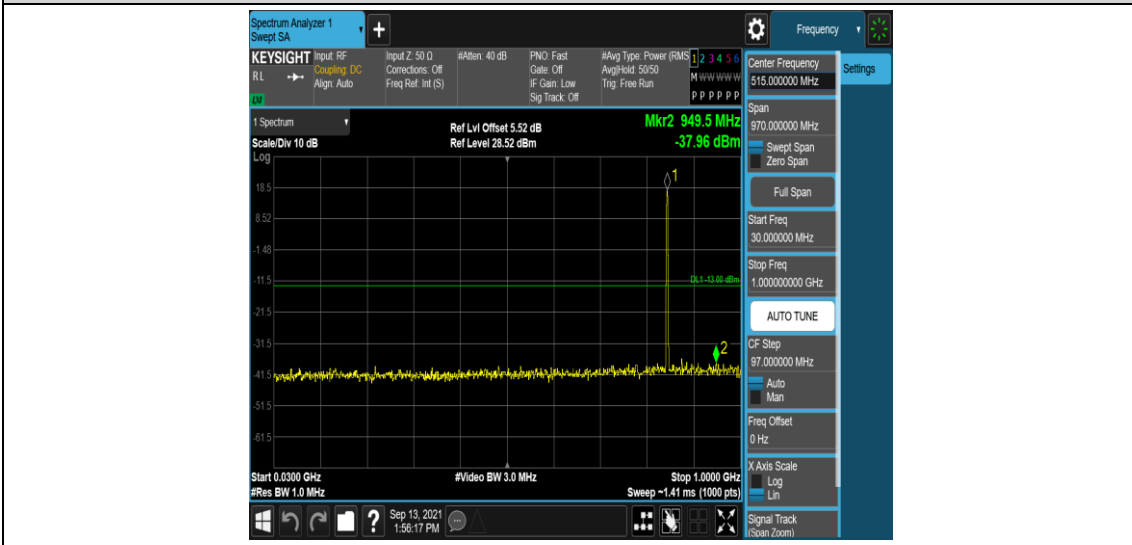 Spectrum Analyzer 1
Swept SA
+
Frequency
KEYSIGHT
RL
Input: RF
Coupling: DC
Align: Auto
Input Z: 50 Ω
Corrections: Off
Freq Ref: Int (S)
#Atten: 40 dB
PNO: Fast
Gate: Off
IF Gain: Low
Sig Track: Off
#Avg Type: Power (RMS
Avg|Hold: 50/50
Trig: Free Run
1 2 3 4 5 6
M W W W W W
P P P P P P
1 Spectrum
Scale/Div 10 dB
Log
Ref Lvl Offset 5.52 dB
Ref Level 28.52 dBm
Mkr2 949.5 MHz
-37.96 dBm
18.5
8.52
-1.48
-11.5
-21.5
-31.5
-41.5
-51.5
-61.5
1
DL1 -13.00 dBm
2
Start 0.0300 GHz
#Res BW 1.0 MHz
#Video BW 3.0 MHz
Stop 1.0000 GHz
Sweep ~1.41 ms (1000 pts)
Sep 13, 2021
1:56:17 PM
?
Center Frequency
515.000000 MHz
Settings
Span
970.000000 MHz
Swept Span
Zero Span
Full Span
Start Freq
30.000000 MHz
Stop Freq
1.000000000 GHz
AUTO TUNE
CF Step
97.000000 MHz
Auto
Man
Freq Offset
0 Hz
X Axis Scale
Log
Lin
Signal Track
(Span Zoom)